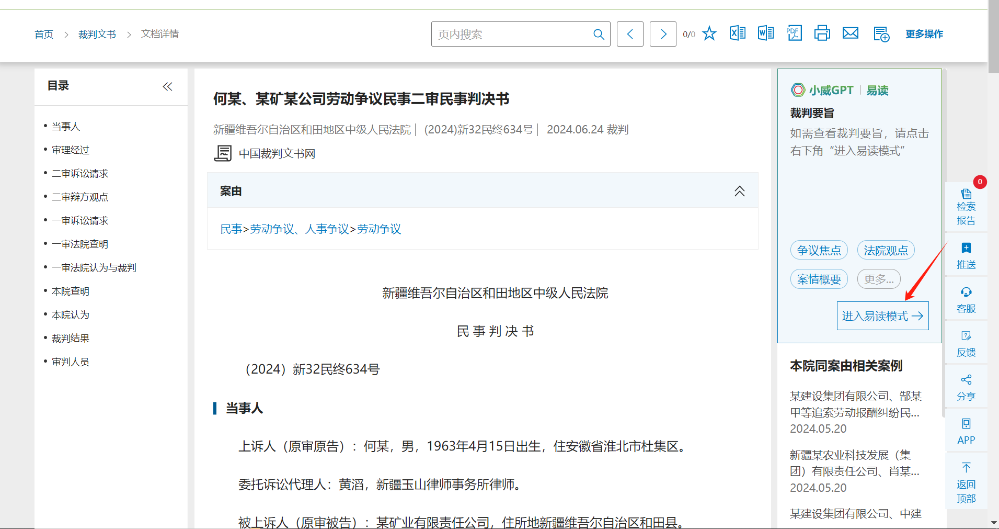 首页 > 裁判文书 > 文档详情
页内搜索
0/0
更多操作
目录
当事人
审理经过
二审诉讼请求
二审辩方观点
一审诉讼请求
一审法院查明
一审法院认为与裁判
本院查明
本院认为
裁判结果
审判人员
何某、某矿某公司劳动争议民事二审民事判决书
新疆维吾尔自治区和田地区中级人民法院 | (2024)新32民终634号 | 2024.06.24 裁判
中国裁判文书网
案由
民事>劳动争议、人事争议>劳动争议
新疆维吾尔自治区和田地区中级人民法院
民 事 判 决 书
（2024）新32民终634号
当事人
上诉人（原审原告）：何某，男，1963年4月15日出生，住安徽省淮北市杜集区。
委托诉讼代理人：黄滔，新疆玉山律师事务所律师。
被上诉人（原审被告）：某矿业有限责任公司，住所地新疆维吾尔自治区和田县。
小威GPT | 易读
裁判要旨
如需查看裁判要旨，请点击
右下角“进入易读模式”
争议焦点 法院观点
案情概要 更多...
进入易读模式
本院同案由相关案例
某建设集团有限公司、郜某
甲等追索劳动报酬纠纷民...
2024.05.20
新疆某农业科技发展（集
团）有限责任公司、肖某...
2024.05.20
某建设集团有限公司、中建
0
检索
报告
推送
客服
反馈
分享
APP
返回
顶部